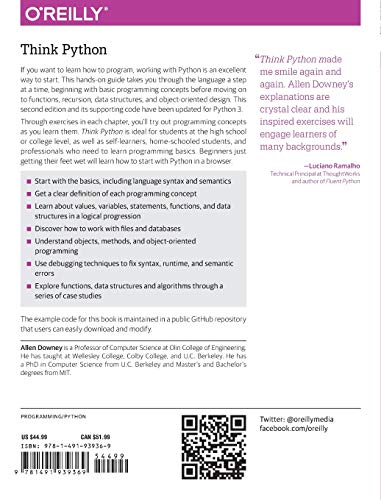 O'REILLY®
Think Python
If you want to learn how to program, working with Python is an excellent
way to start. This hands-on guide takes you through the language a step
at a time, beginning with basic programming concepts before moving on
to functions, recursion, data structures, and object-oriented design. This
second edition and its supporting code have been updated for Python 3.
Through exercises in each chapter, you'll try out programming concepts
as you learn them. Think Python is ideal for students at the high school
or college level, as well as self-learners, home-schooled students, and
professionals who need to learn programming basics. Beginners just
getting their feet wet will learn how to start with Python in a browser.
■ Start with the basics, including language syntax and semantics
■ Get a clear definition of each programming concept
■ Learn about values, variables, statements, functions, and data
structures in a logical progression
■ Discover how to work with files and databases
■ Understand objects, methods, and object-oriented
programming
■ Use debugging techniques to fix syntax, runtime, and semantic
errors
■ Explore functions, data structures and algorithms through a
series of case studies
The example code for this book is maintained in a public GitHub repository
that users can easily download and modify.
Allen Downey is a Professor of Computer Science at Olin College of Engineering.
He has taught at Wellesley College, Colby College, and U.C. Berkeley. He has
a PhD in Computer Science from U.C. Berkeley and Master's and Bachelor's
degrees from MIT.
“Think Python made
me smile again and
again. Allen Downey's
explanations are
crystal clear and his
inspired exercises will
engage learners of
many backgrounds.”
—Luciano Ramalho
Technical Principal at ThoughtWorks
and author of Fluent Python
PROGRAMMING/PYTHON
US $44.99 CAN $51.99
ISBN: 978-1-491-93936-9
54499
9 781491 939369
Twitter: @oreillymedia
facebook.com/oreilly